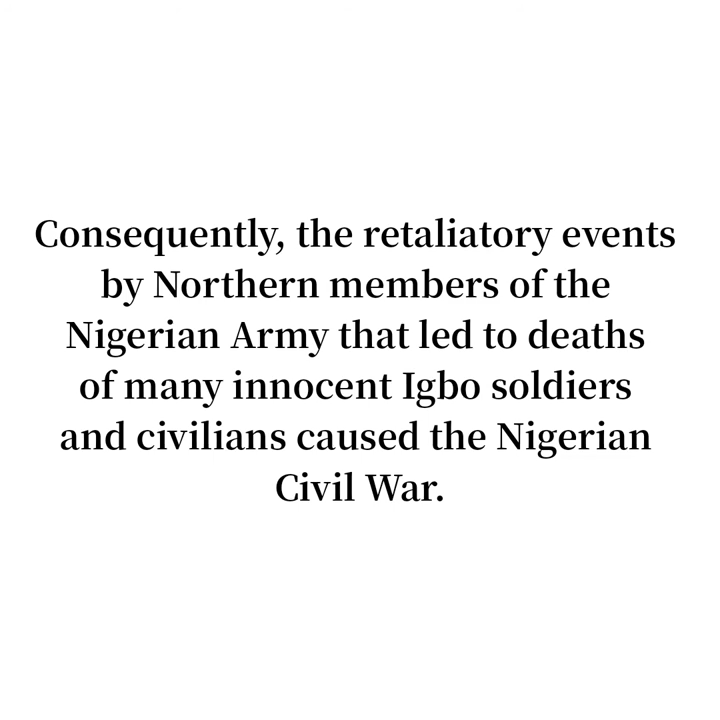 Consequently, the retaliatory events
by Northern members of the
Nigerian Army that led to deaths
of many innocent Igbo soldiers
and civilians caused the Nigerian
Civil War.